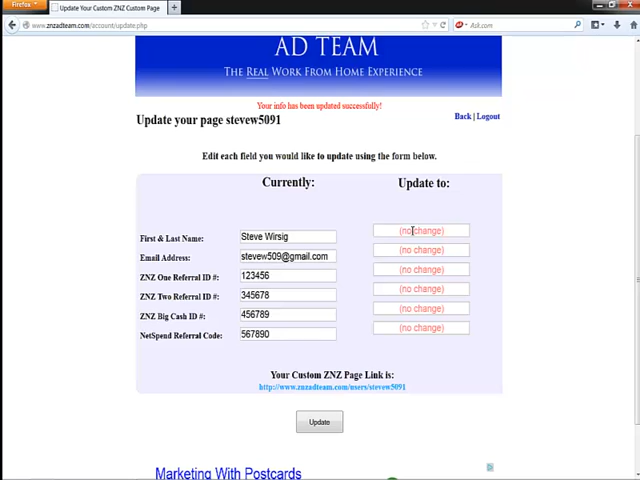 Firefox
Update Your Custom ZNZ Custom Page
www.znzadteam.com/account/update.php
Ask.com
AD TEAM
THE REAL WORK FROM HOME EXPERIENCE
Your info has been updated successfully!
Back | Logout
Update your page stevew5091
Edit each field you would like to update using the form below.
Currently:
Update to:
First & Last Name: Steve Wirsig (no change)
Email Address: stevew509@gmail.com (no change)
ZNZ One Referral ID #: 123456 (no change)
ZNZ Two Referral ID #: 345678 (no change)
ZNZ Big Cash ID #: 456789 (no change)
NetSpend Referral Code: 567890 (no change)
Your Custom ZNZ Page Link is:
http://www.znzadteam.com/users/stevew5091
Update
Marketing With Postcards